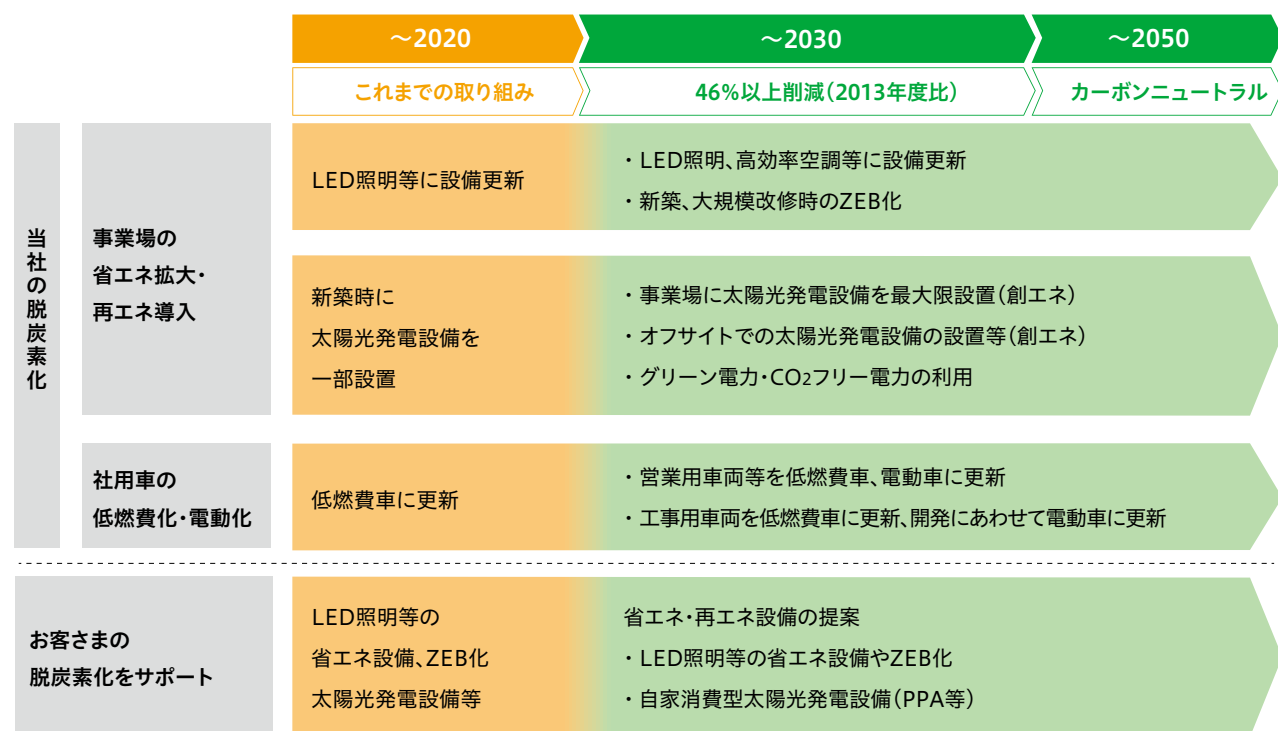 ～2020
～2030
～2050
これまでの取り組み
46%以上削減（2013年度比）
カーボンニュートラル
当社の脱炭素化
事業場の
省エネ拡大・
再エネ導入
LED照明等に設備更新
・LED照明、高効率空調等に設備更新
・新築、大規模改修時のZEB化
新築時に
太陽光発電設備を
一部設置
・事業場に太陽光発電設備を最大限設置（創エネ）
・オフサイトでの太陽光発電設備の設置等（創エネ）
・グリーン電力・CO2フリー電力の利用
社用車の
低燃費化・電動化
低燃費車に更新
・営業用車両等を低燃費車、電動車に更新
・工事用車両を低燃費車に更新、開発にあわせて電動車に更新
お客さまの
脱炭素化をサポート
LED照明等の
省エネ設備、ZEB化
太陽光発電設備等
省エネ・再エネ設備の提案
・LED照明等の省エネ設備やZEB化
・自家消費型太陽光発電設備（PPA等）